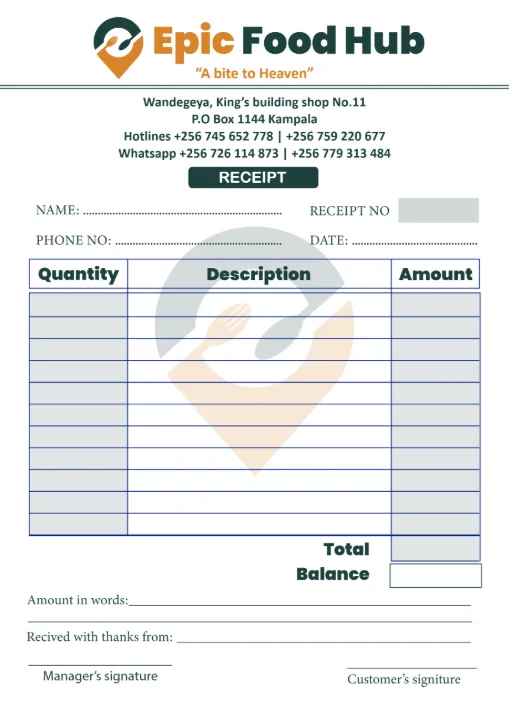 Epic Food Hub
“A bite to Heaven”
Wandegeya, King’s building shop No.11
P.O Box 1144 Kampala
Hotlines +256 745 652 778 | +256 759 220 677
Whatsapp +256 726 114 873 | +256 779 313 484
RECEIPT
NAME: ................................................................ RECEIPT NO
PHONE NO: ...................................................... DATE: .........................................
Quantity Description Amount
Total
Balance
Amount in words:____________________________________________________
Recived with thanks from: ____________________________________________
Manager’s signature
Customer’s signiture